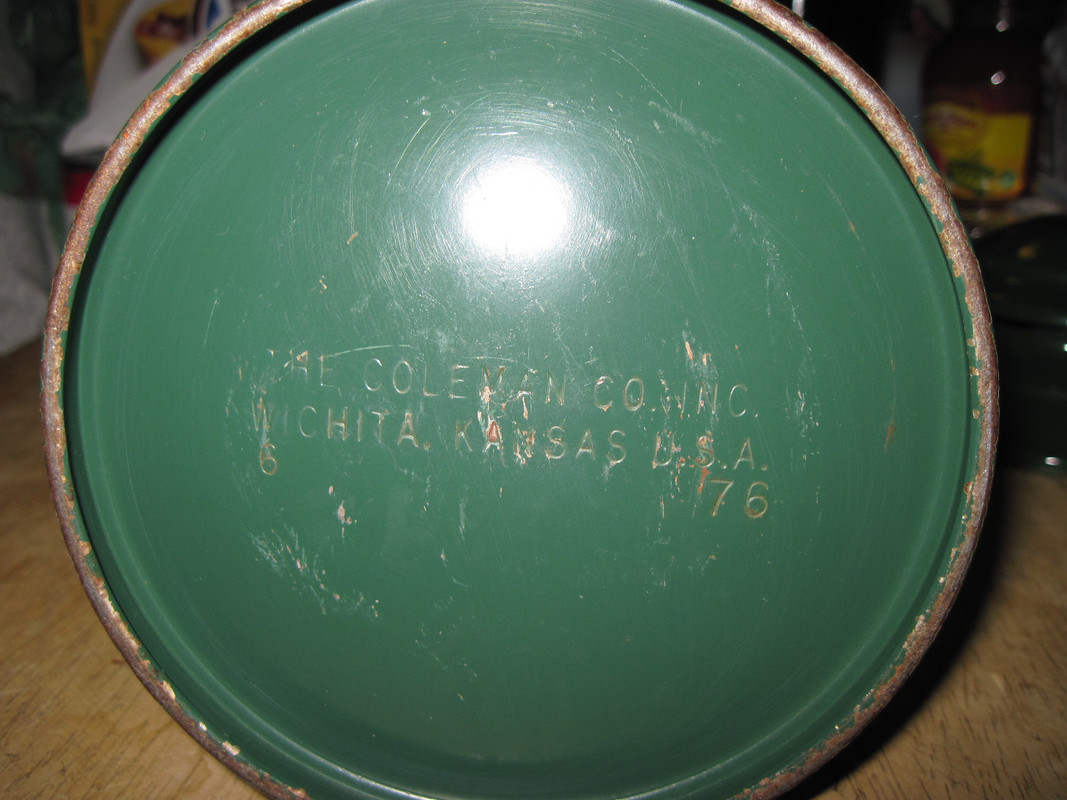 THE COLEMAN CO. INC.
WICHITA, KANSAS U.S.A.
6
76